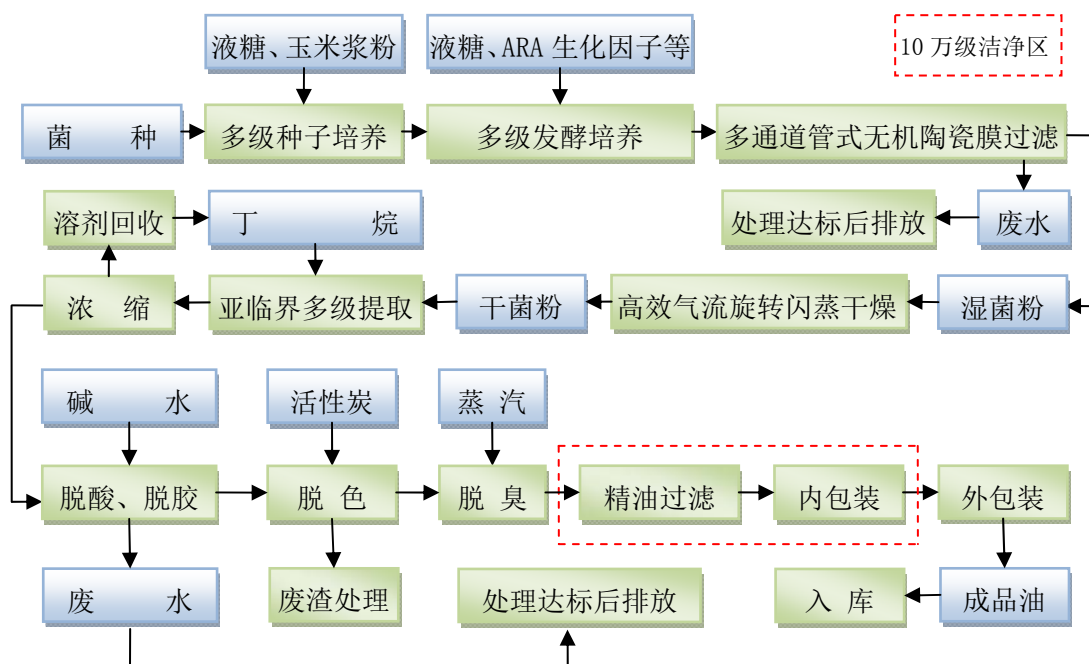 液糖、玉米浆粉
液糖、ARA 生化因子等
10 万级洁净区
菌 种
多级种子培养
多级发酵培养
多通道管式无机陶瓷膜过滤
溶剂回收
丁 烷
处理达标后排放
废水
浓 缩
亚临界多级提取
干菌粉
高效气流旋转闪蒸干燥
湿菌粉
碱 水
活性炭
蒸 汽
脱酸、脱胶
脱 色
脱 臭
精油过滤
内包装
外包装
废 水
废渣处理
处理达标后排放
入 库
成品油